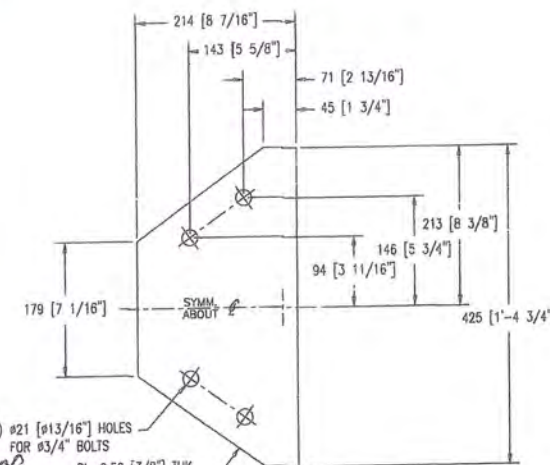 214 [8 7/16"]
143 [5 5/8"]
71 [2 13/16"]
45 [1 3/4"]
213 [8 3/8"]
146 [5 3/4"]
94 [3 11/16"]
179 [7 1/16"]
SYMM.
ABOUT
425 [1'-4 3/4"
) ø21 [ø13/16"] HOLES
FOR ø3/4" BOLTS